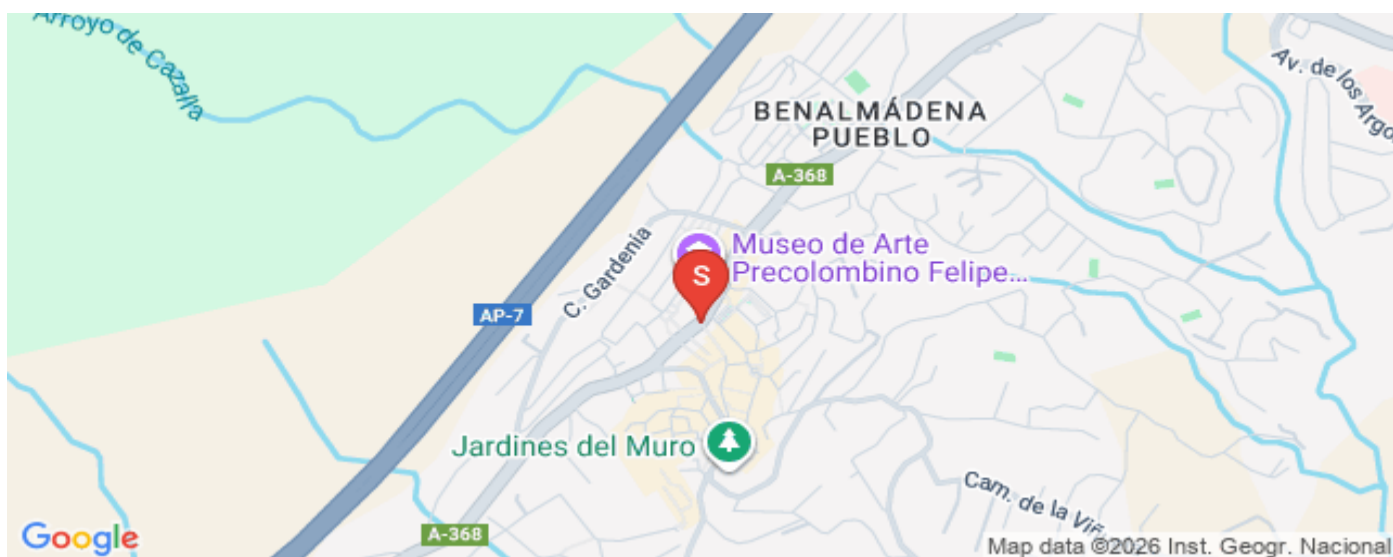 Arroyo de Cazalla
Av. de los Argo
BENALMÁDENA
PUEBLO
A-368
Museo de Arte
Precolombino Felipe...
C. Gardenia
S
AP-7
Jardines del Muro
Cam. de la Viñ
A-368
Google
Map data ©2026 Inst. Geogr. Nacional